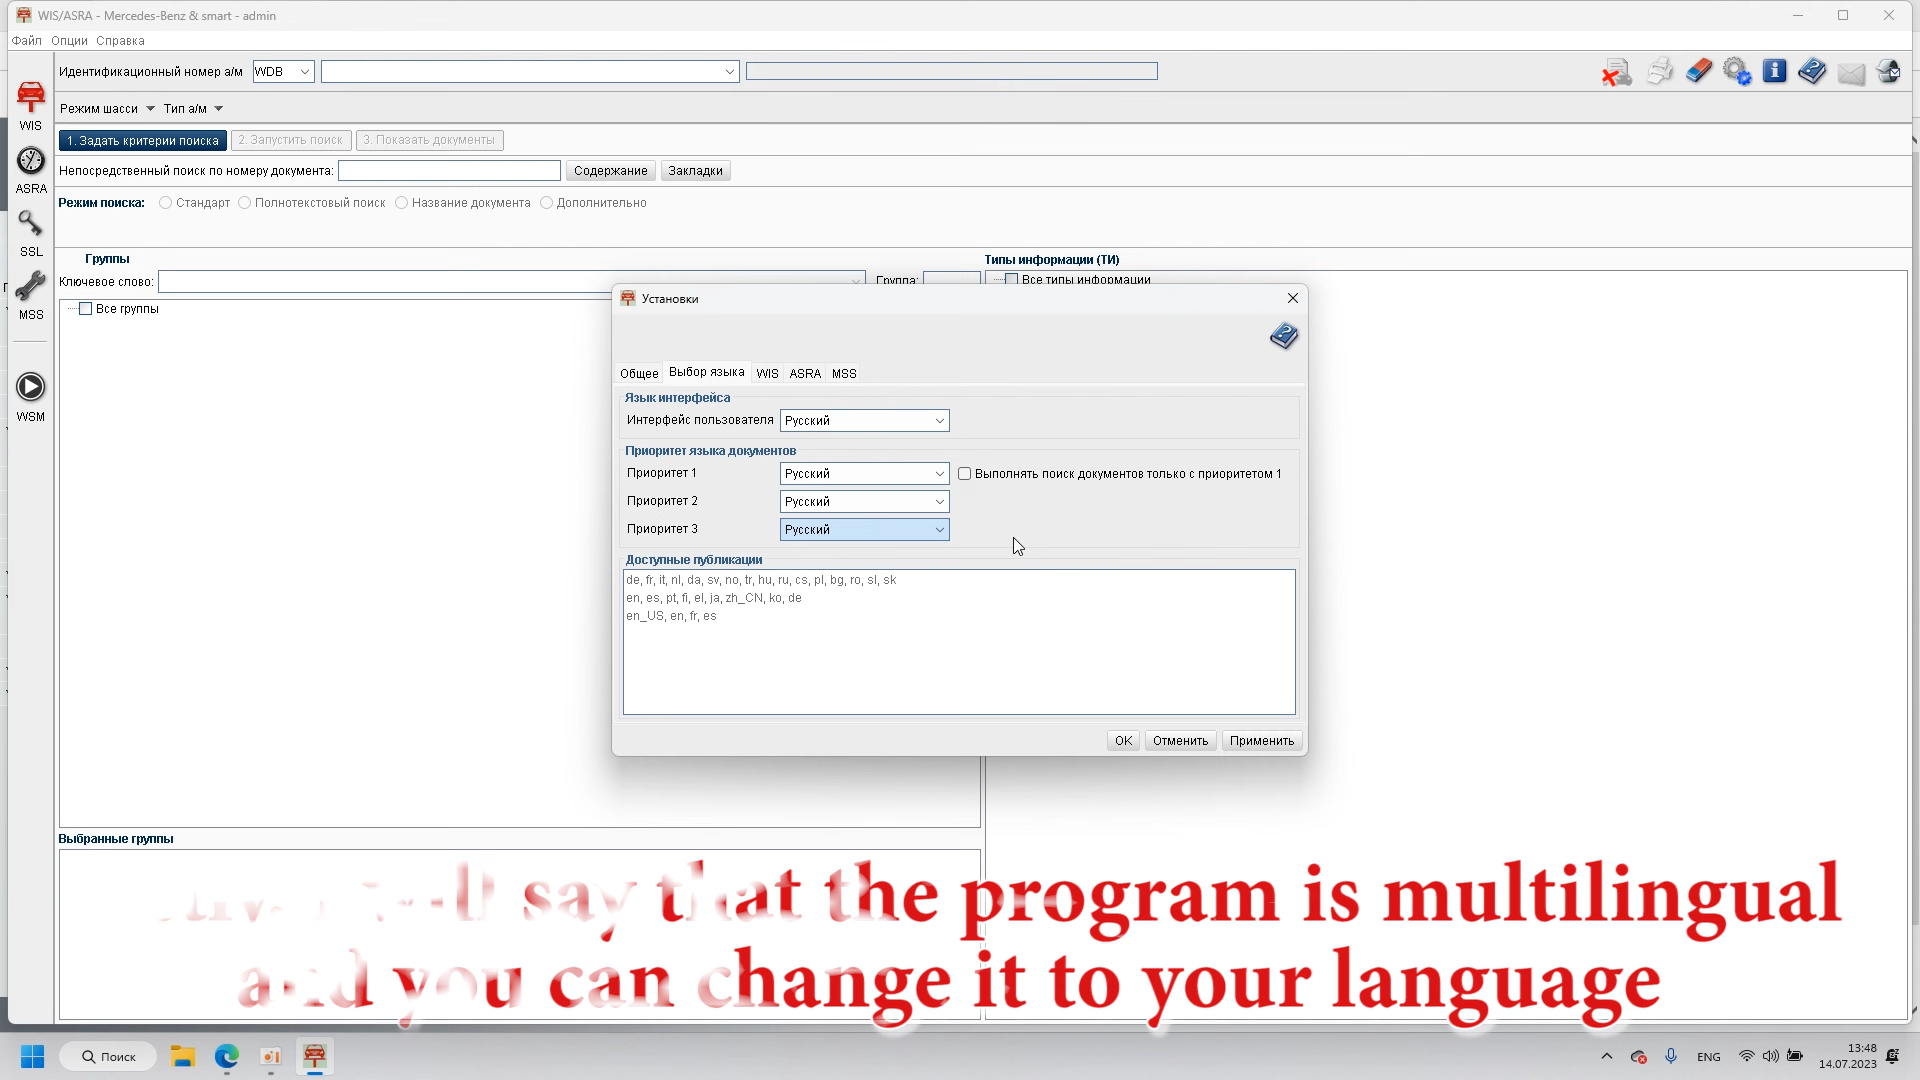 WIS/ASRA - Mercedes-Benz & smart - admin
Файл Опции Справка
Идентификационный номер а/м WDB
Режим шасси Тип а/м
WIS
1. Задать критерии поиска 2. Запустить поиск 3. Показать документы
Непосредственный поиск по номеру документа: Содержание Закладки
ASRA
Режим поиска: Стандарт Полнотекстовый поиск Название документа Дополнительно
SSL
Группы Типы информации (ТИ)
Ключевое слово: Группа: Все типы информации
Все группы
MSS
WSM
Установки
Общее Выбор языка WIS ASRA MSS
Язык интерфейса
Интерфейс пользователя Русский
Приоритет языка документов
Приоритет 1 Русский Выполнять поиск документов только с приоритетом 1
Приоритет 2 Русский
Приоритет 3 Русский
Доступные публикации
de, fr, it, nl, da, sv, no, tr, hu, ru, cs, pl, bg, ro, sl, sk
en, es, pt, fi, el, ja, zh_CN, ko, de
en_US, en, fr, es
OK Отменить Применить
Выбранные группы
say that the program is multilingual
and you can change it to your language
Поиск
ENG
13:48
14.07.2023